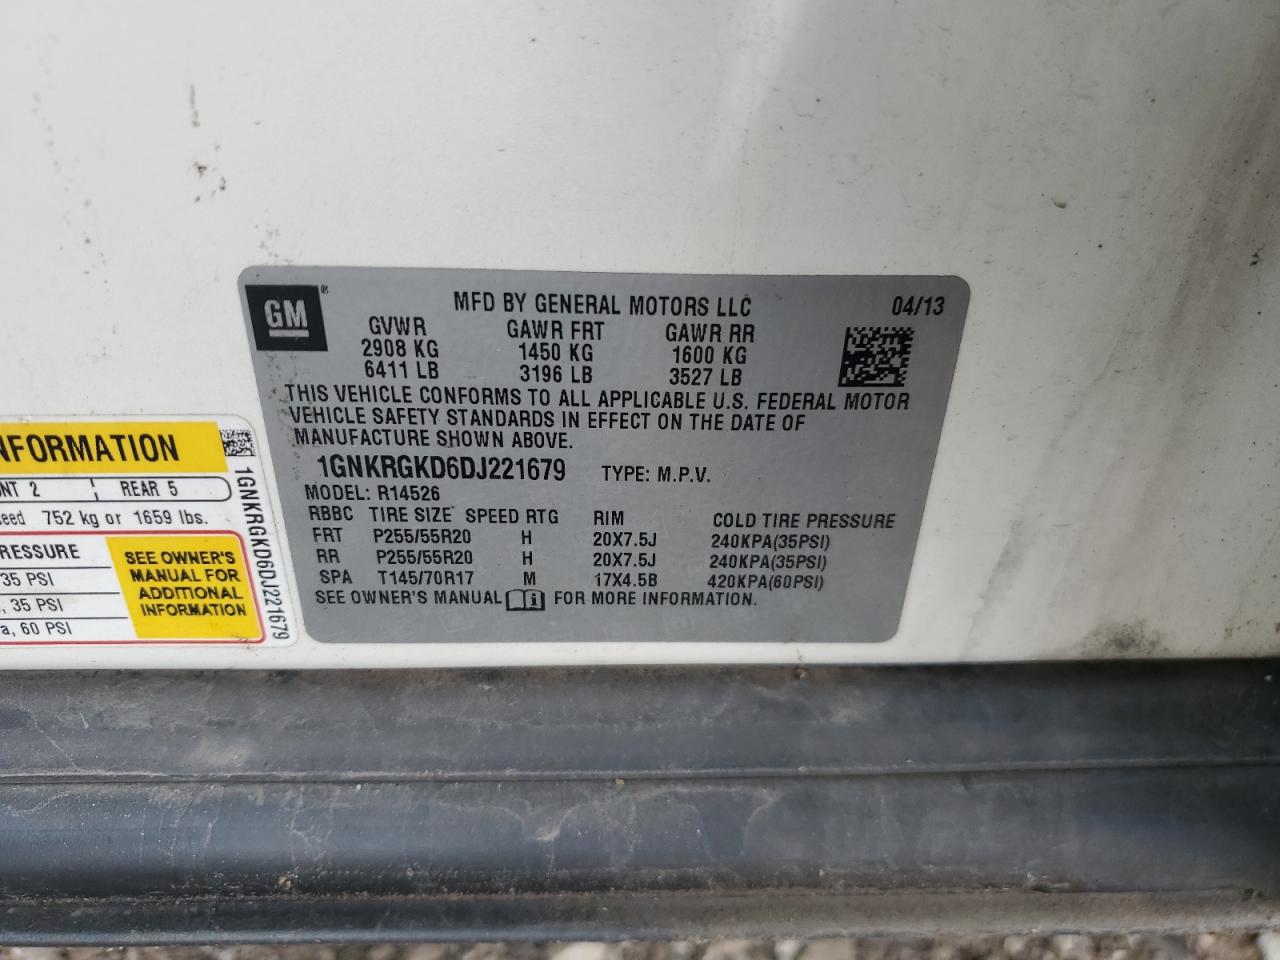 GM®
MFD BY GENERAL MOTORS LLC 04/13
GVWR GAWR FRT GAWR RR
2908 KG 1450 KG 1600 KG
6411 LB 3196 LB 3527 LB
THIS VEHICLE CONFORMS TO ALL APPLICABLE U.S. FEDERAL MOTOR
VEHICLE SAFETY STANDARDS IN EFFECT ON THE DATE OF
MANUFACTURE SHOWN ABOVE.
1GNKRGKD6DJ221679 TYPE: M.P.V.
MODEL: R14526
RBBC TIRE SIZE SPEED RTG RIM COLD TIRE PRESSURE
FRT P255/55R20 H 20X7.5J 240KPA(35PSI)
RR P255/55R20 H 20X7.5J 240KPA(35PSI)
SPA T145/70R17 M 17X4.5B 420KPA(60PSI)
SEE OWNER'S MANUAL FOR MORE INFORMATION.
NFORMATION
NT 2 REAR 5
eed 752 kg or 1659 lbs.
RESSURE
35 PSI
, 35 PSI
a, 60 PSI
SEE OWNER'S
MANUAL FOR
ADDITIONAL
INFORMATION
1GNKRGKD6DJ221679